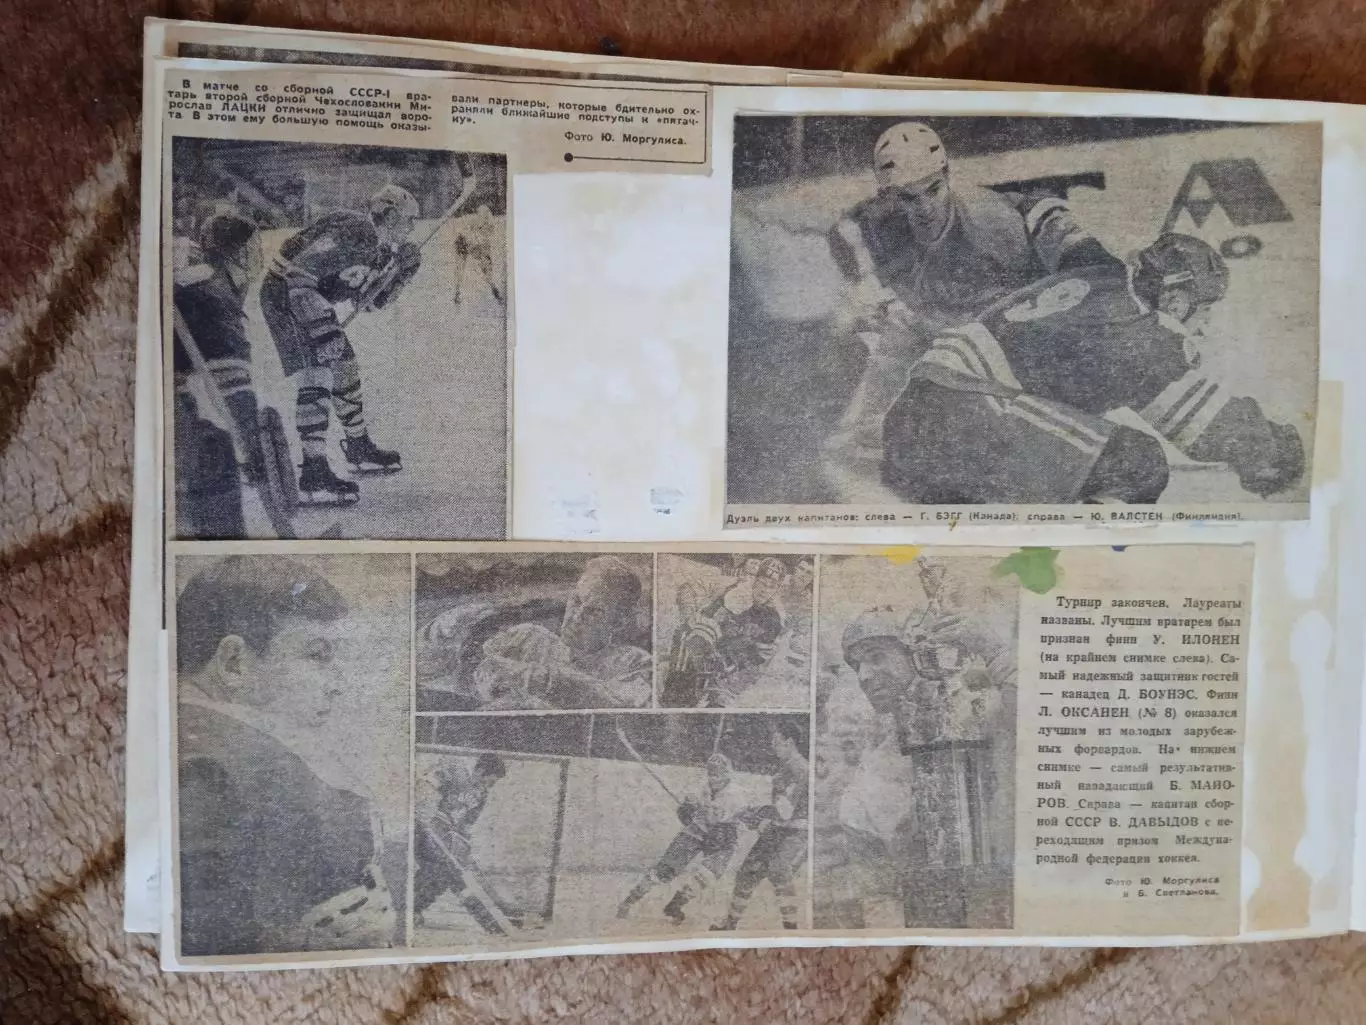 В матче со сборной СССР-I вра-
тарь второй сборной Чехословакии Ми-
рослав ЛАЦКИ отлично защищал воро-
та. В этом ему большую помощь оказы-
вали партнеры, которые бдительно ох-
раняли ближайшие подступы и «пятач-
ку».
Фото Ю. Моргулиса.
Дуэль двух капитанов: слева — Г. БЭГГ (Канада); справа — Ю. ВАЛСТЕН (Финляндия).
Турнир закончен. Лауреаты
названы. Лучшим вратарем был
признан финн У. ИЛОНЕН
(на крайнем снимке слева). Са-
мый надежный защитник гостей
— канадец Д. БОУНЭС. Финн
Л. ОКСАНЕН (№ 8) оказался
лучшим из молодых зарубеж-
ных форвардов. На нижнем
снимке — самый результатив-
ный нападающий Б. МАЙО-
РОВ. Справа — капитан сбор-
ной СССР В. ДАВЫДОВ с пе-
реходящим призом Междуна-
родной федерации хоккея.
Фото Ю. Моргулиса
и Б. Светланова.